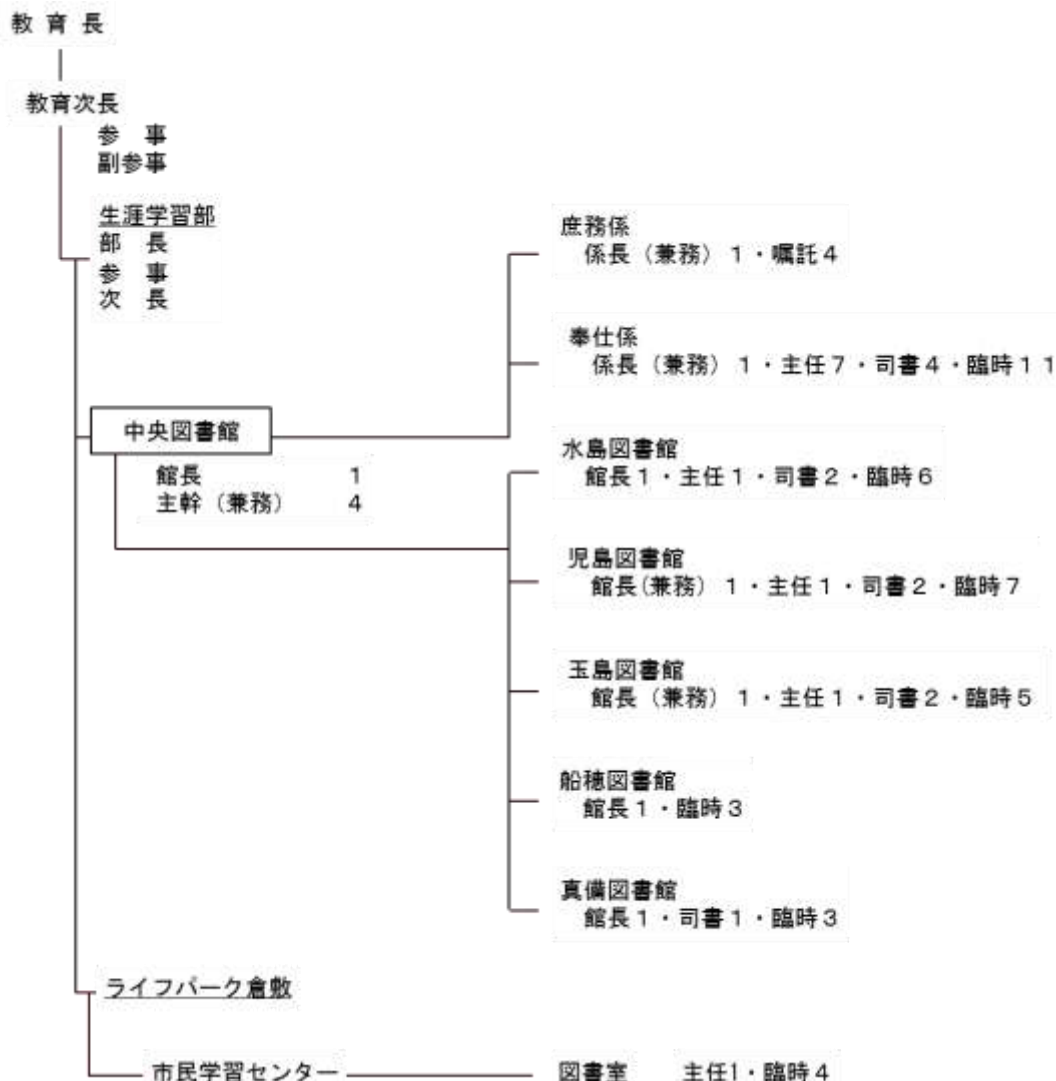 教 育 長
教育次長
参　事
副参事
生涯学習部
部　長
参　事
次　長
中央図書館
館長　１
主幹（兼務）　４
庶務係
係長（兼務）１・嘱託４
奉仕係
係長（兼務）１・主任７・司書４・臨時１１
水島図書館
館長１・主任１・司書２・臨時６
児島図書館
館長(兼務）１・主任１・司書２・臨時７
玉島図書館
館長（兼務）１・主任１・司書２・臨時５
船穂図書館
館長１・臨時３
真備図書館
館長１・司書１・臨時３
ライフパーク倉敷
市民学習センター
図書室　主任1・臨時４